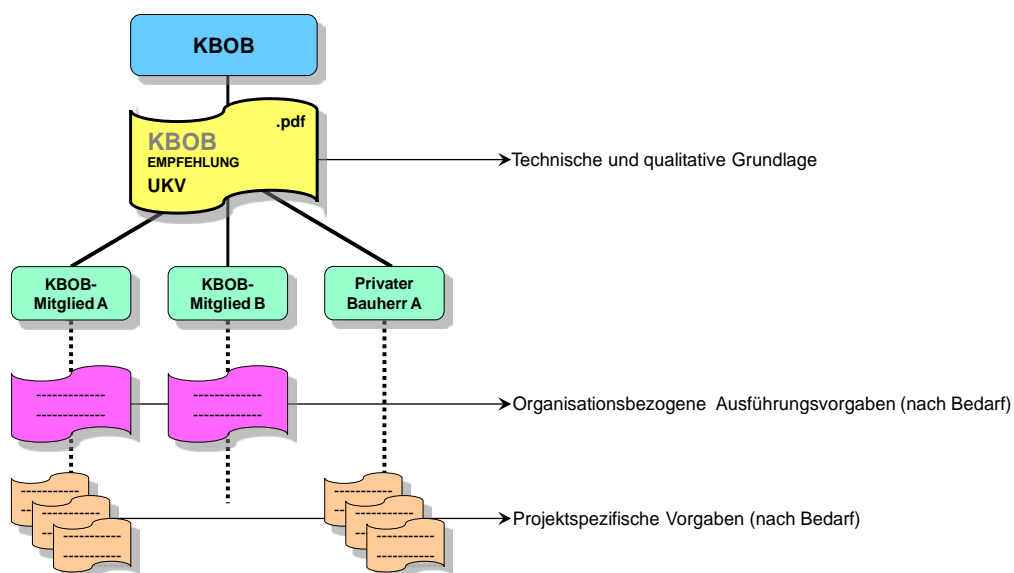 KBOB
.pdf
KBOB
EMPFEHLUNG
UKV
Technische und qualitative Grundlage
KBOB-
Mitglied A
KBOB-
Mitglied B
Privater
Bauherr A
Organisationsbezogene Ausführungsvorgaben (nach Bedarf)
Projektspezifische Vorgaben (nach Bedarf)